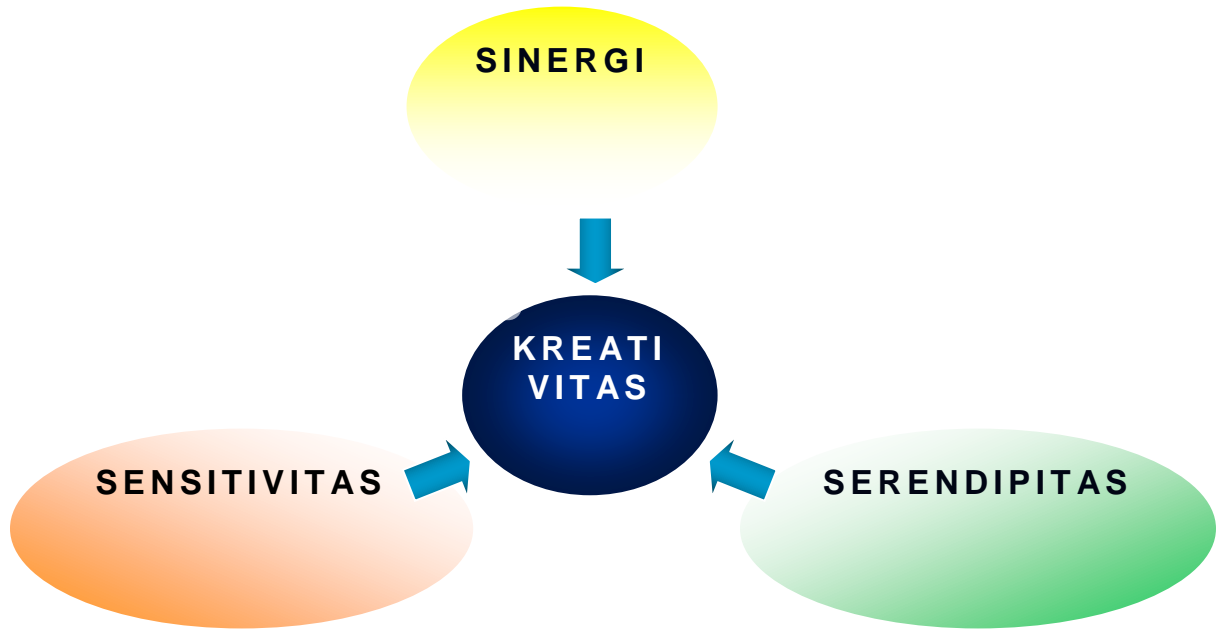 SINERGI
KREATI
VITAS
SENSITIVITAS
SERENDIPITAS